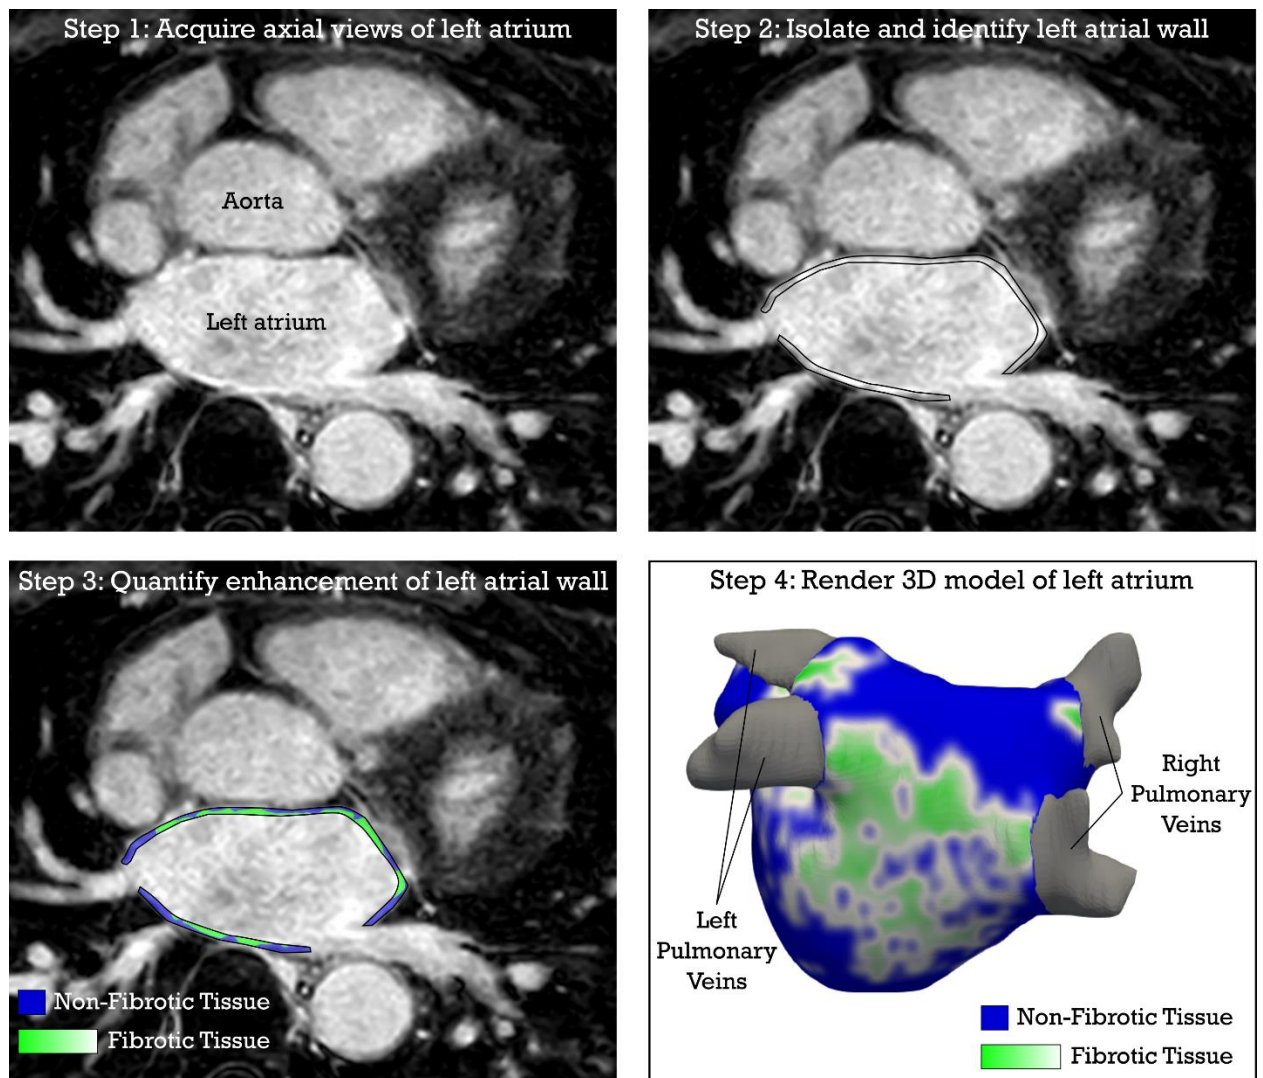 Step 1: Acquire axial views of left atrium
Aorta
Left atrium
Step 2: Isolate and identify left atrial wall
Step 3: Quantify enhancement of left atrial wall
Non-Fibrotic Tissue
Fibrotic Tissue
Step 4: Render 3D model of left atrium
Right
Pulmonary
Veins
Left
Pulmonary
Veins
Non-Fibrotic Tissue
Fibrotic Tissue